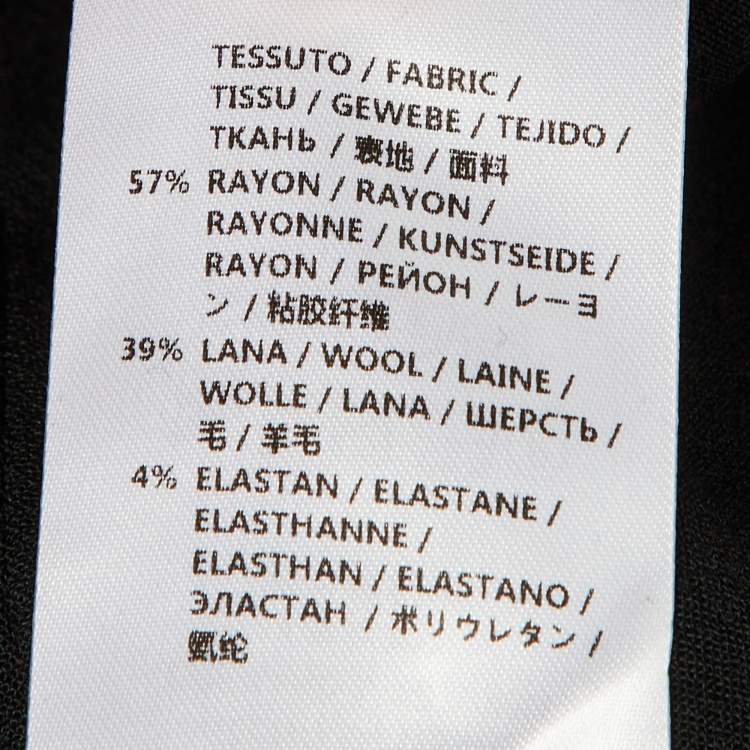 TESSUTO / FABRIC /
TISSU / GEWEBE / TEJIDO /
ТКАНЬ / 表地 / 面料
57% RAYON / RAYON /
RAYONNE / KUNSTSEIDE /
RAYON / РЕЙОН / レーヨ
ン / 粘胶纤维
39% LANA / WOOL / LAINE /
WOLLE / LANA / ШЕРСТЬ /
毛 / 羊毛
4% ELASTAN / ELASTANE /
ELASTHANNE /
ELASTHAN / ELASTANO /
ЭЛАСТАН / ポリウレタン /
氨纶